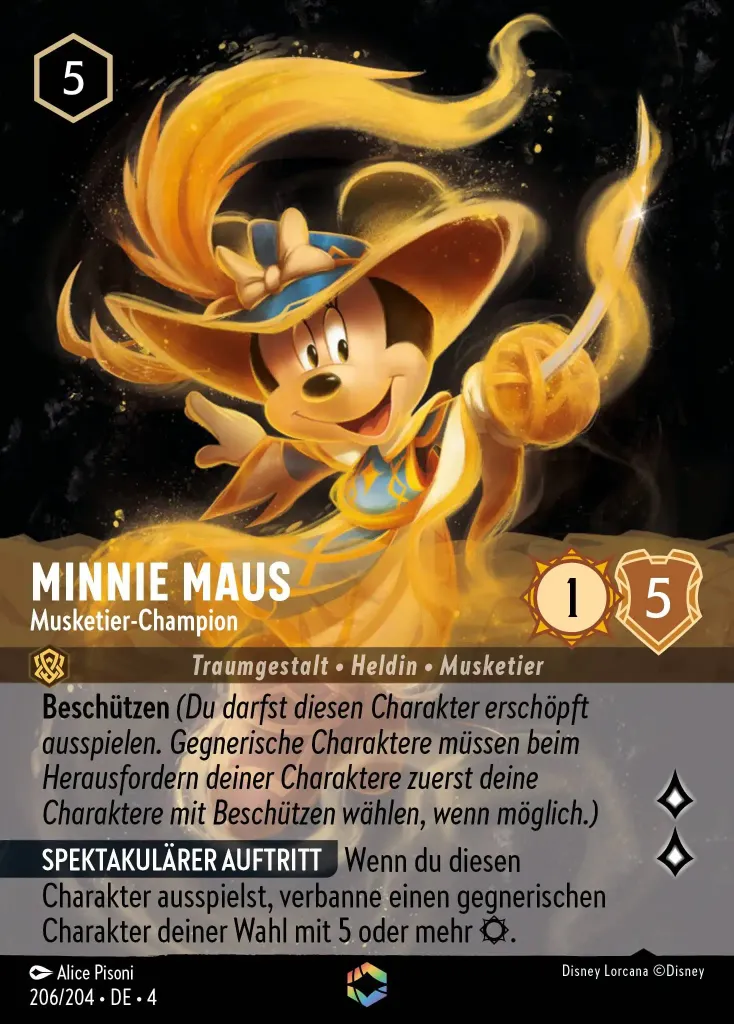 5
MINNIE MAUS
Musketier-Champion
1
5
Traumgestalt • Heldin • Musketier
Beschützen (Du darfst diesen Charakter erschöpft
ausspielen. Gegnerische Charaktere müssen beim
Herausfordern deiner Charaktere zuerst deine
Charaktere mit Beschützen wählen, wenn möglich.)
SPEKTAKULÄRER AUFTRITT Wenn du diesen
Charakter ausspielst, verbanne einen gegnerischen
Charakter deiner Wahl mit 5 oder mehr .
Alice Pisoni
Disney Lorcana ©Disney
206/204 • DE • 4